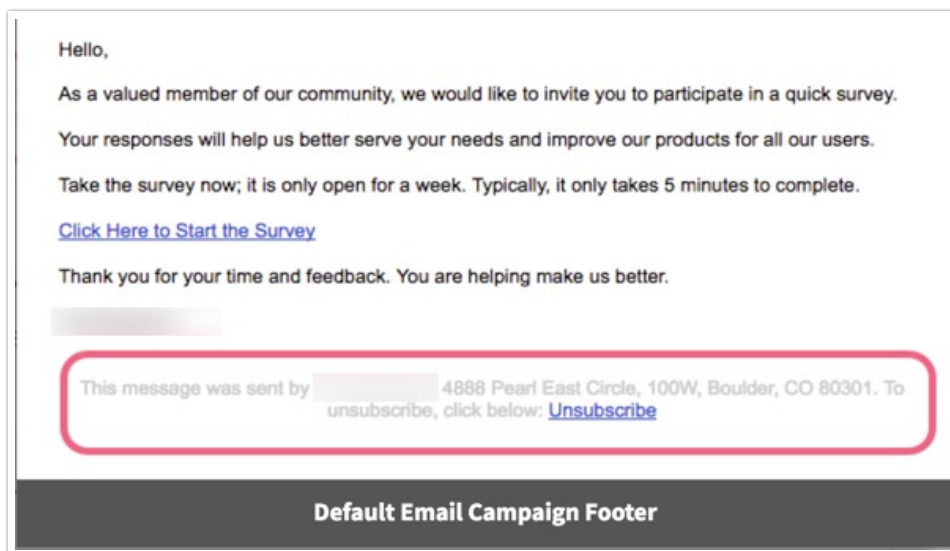 Hello,
As a valued member of our community, we would like to invite you to participate in a quick survey.
Your responses will help us better serve your needs and improve our products for all our users.
Take the survey now; it is only open for a week. Typically, it only takes 5 minutes to complete.
Click Here to Start the Survey
Thank you for your time and feedback. You are helping make us better.
This message was sent by 4888 Pearl East Circle, 100W, Boulder, CO 80301. To
unsubscribe, click below: Unsubscribe
Default Email Campaign Footer